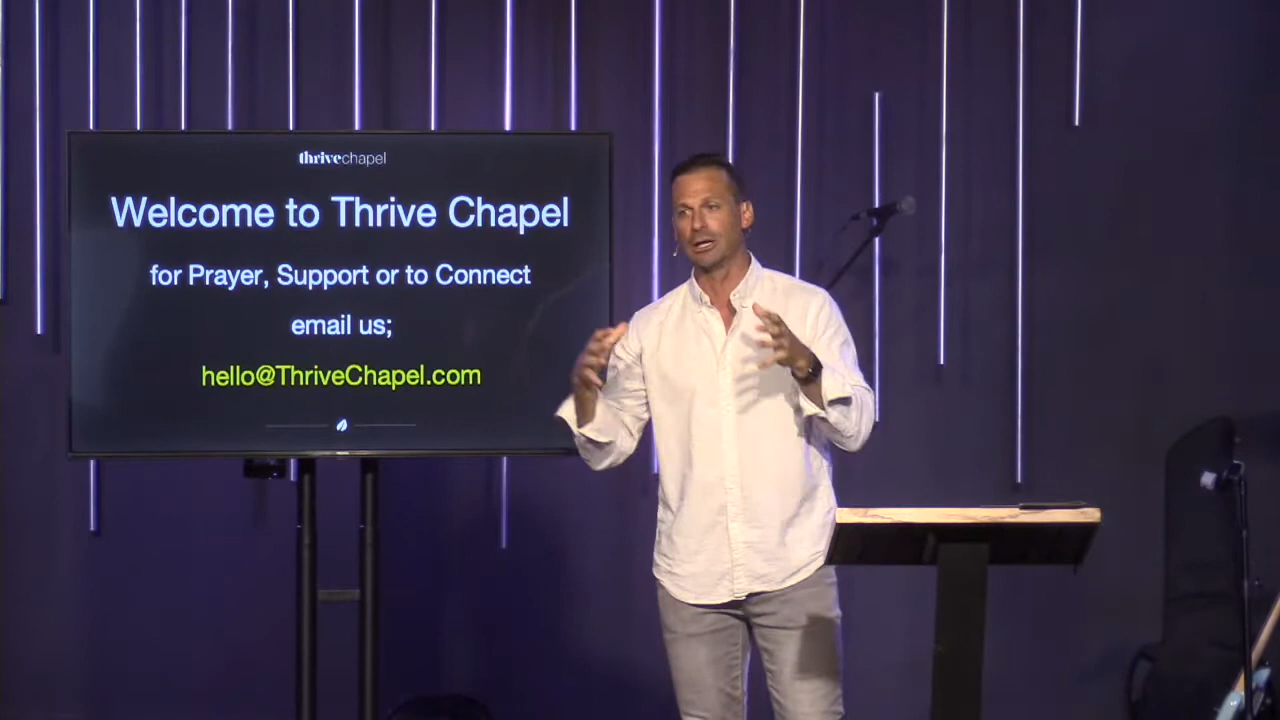 thrivechapel
Welcome to Thrive Chapel
for Prayer, Support or to Connect
email us;
hello@ThriveChapel.com